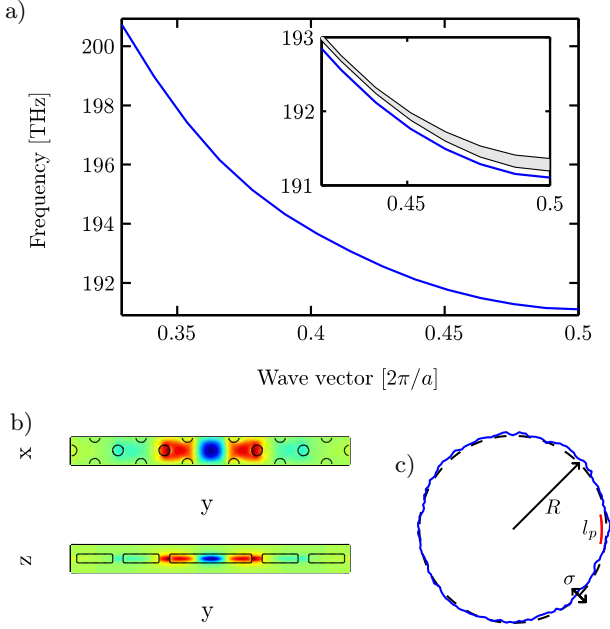 a)
200
198
196
194
192
Frequency [THz]
193
192
191
0.45
0.5
0.35
0.4
0.45
0.5
Wave vector [2π/a]
b)
x
y
z
y
c)
R
l_p
σ